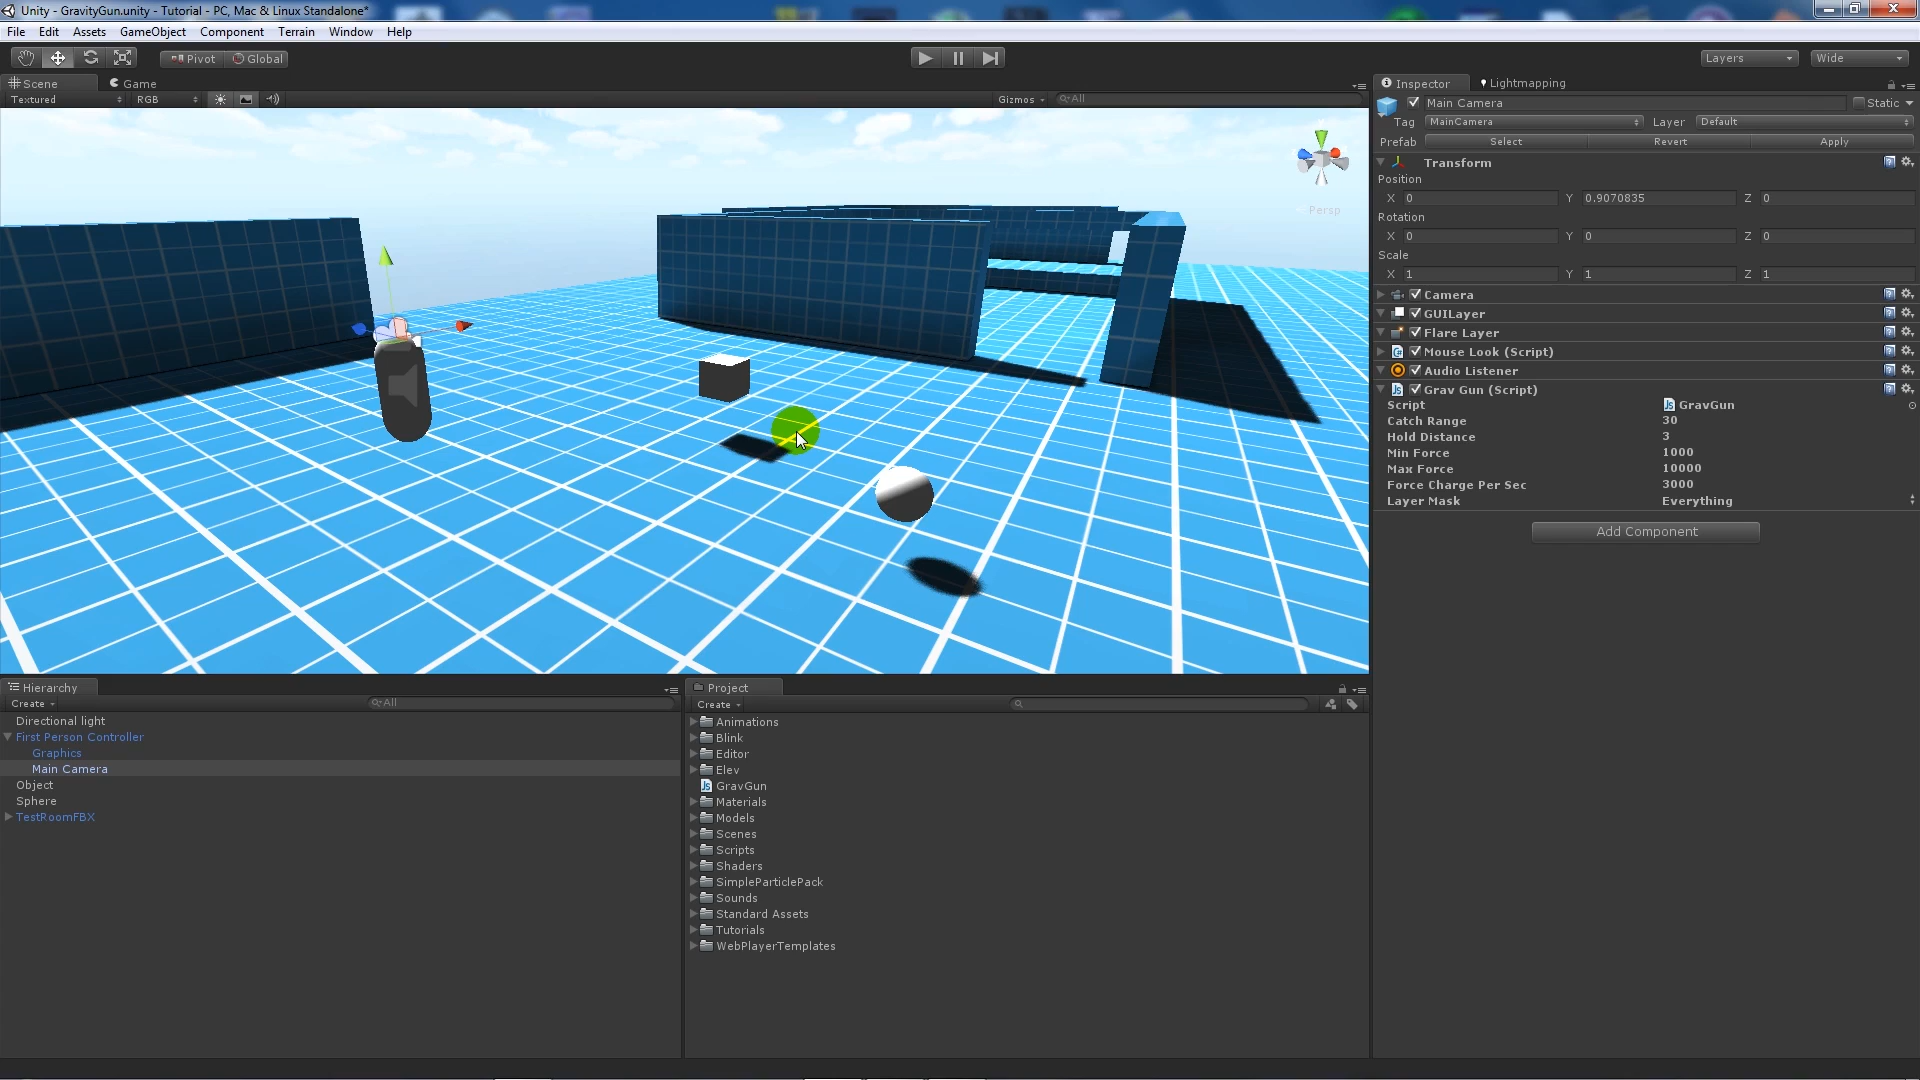 Unity - GravityGun.unity - Tutorial - PC, Mac & Linux Standalone*
File Edit Assets GameObject Component Terrain Window Help
Pivot Global Layers Wide
Scene Game
Textured RGB Gizmos All
Persp
Inspector Lightmapping
Main Camera Static
Tag MainCamera Layer Default
Prefab Select Revert Apply
Transform
Position
X 0 Y 0.9070835 Z 0
Rotation
X 0 Y 0 Z 0
Scale
X 1 Y 1 Z 1
Camera
GUILayer
Flare Layer
Mouse Look (Script)
Audio Listener
Grav Gun (Script)
Script GravGun
Catch Range 30
Hold Distance 3
Min Force 1000
Max Force 10000
Force Charge Per Sec 3000
Layer Mask Everything
Add Component
Hierarchy
Create All
Directional light
First Person Controller
Graphics
Main Camera
Object
Sphere
TestRoomFBX
Project
Create
Animations
Blink
Editor
Elev
GravGun
Materials
Models
Scenes
Scripts
Shaders
SimpleParticlePack
Sounds
Standard Assets
Tutorials
WebPlayerTemplates